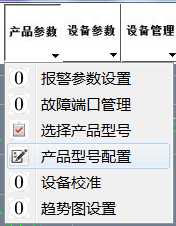 产品参数 设备参数 设备管理
0 报警参数设置
0 故障端口管理
选择产品型号
产品型号配置
0 设备校准
0 趋势图设置